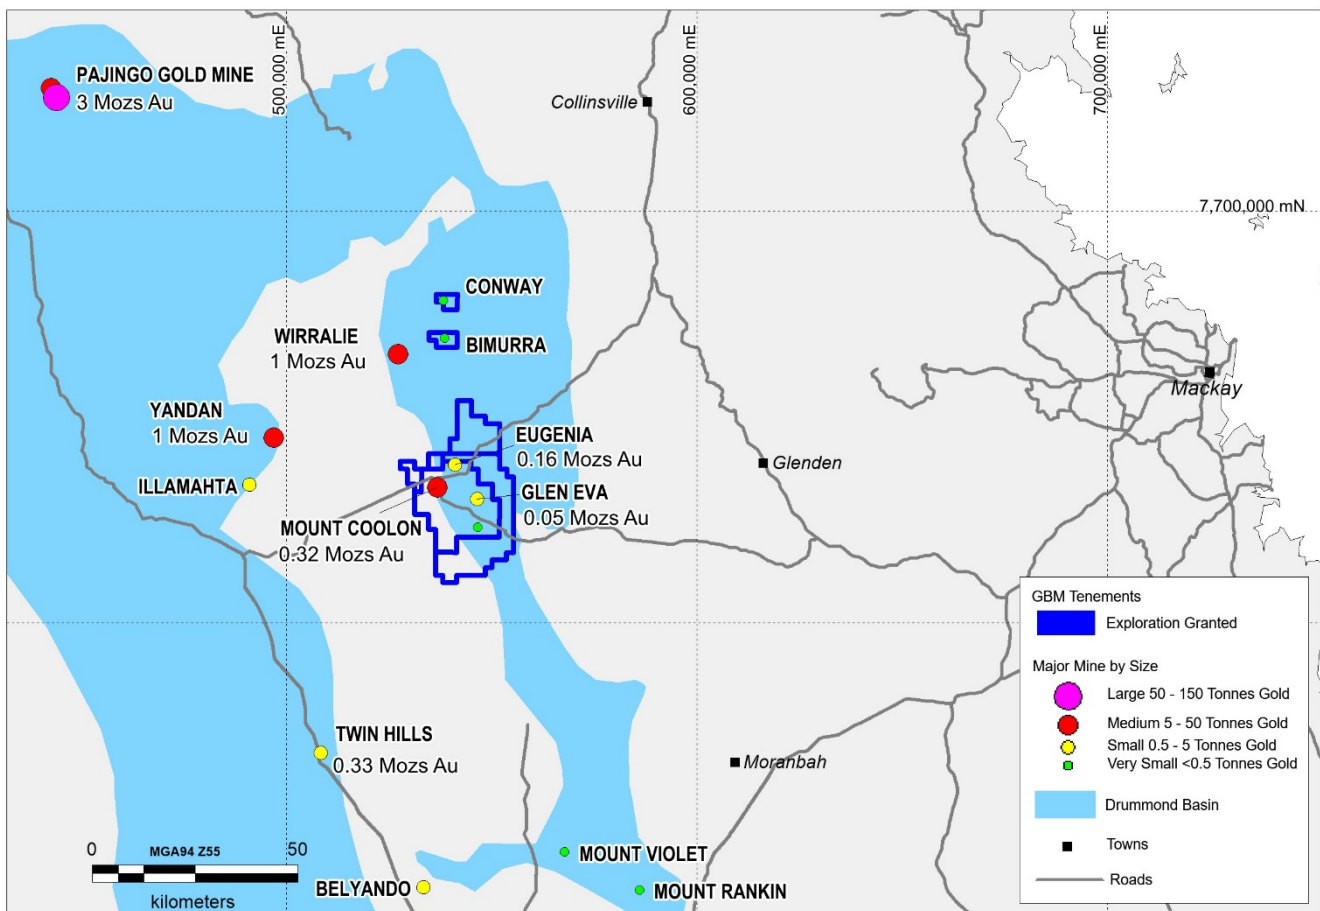 500,000 mE
600,000 mE
700,000 mE
PAJINGO GOLD MINE
3 Mozs Au
Collinsville
7,700,000 mN
CONWAY
WIRRALIE
1 Mozs Au
BIMURRA
Mackay
YANDAN
1 Mozs Au
EUGENIA
0.16 Mozs Au
Glenden
ILLAMAHTA
GLEN EVA
0.05 Mozs Au
MOUNT COOLON
0.32 Mozs Au
TWIN HILLS
0.33 Mozs Au
Moranbah
MOUNT VIOLET
BELYANDO
MOUNT RANKIN
0
MGA94 Z55
50
kilometers
GBM Tenements
Exploration Granted
Major Mine by Size
Large 50 - 150 Tonnes Gold
Medium 5 - 50 Tonnes Gold
Small 0.5 - 5 Tonnes Gold
Very Small <0.5 Tonnes Gold
Drummond Basin
Towns
Roads